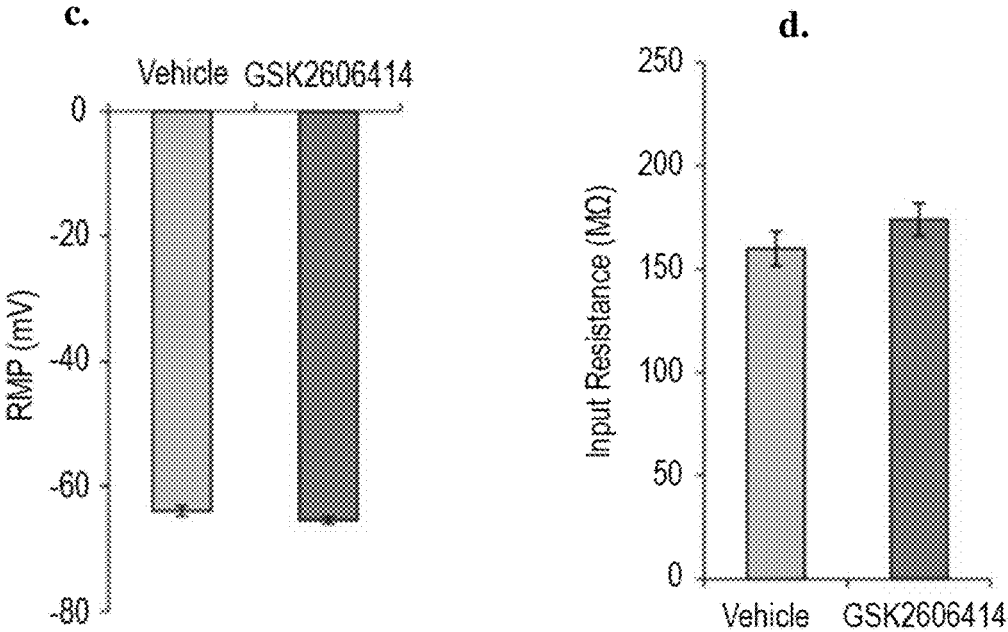 c.
Vehicle GSK2606414
0
-20
-40
-60
-80
RMP (mV)
d.
250
200
150
100
50
0
Input Resistance (MΩ)
Vehicle GSK2606414